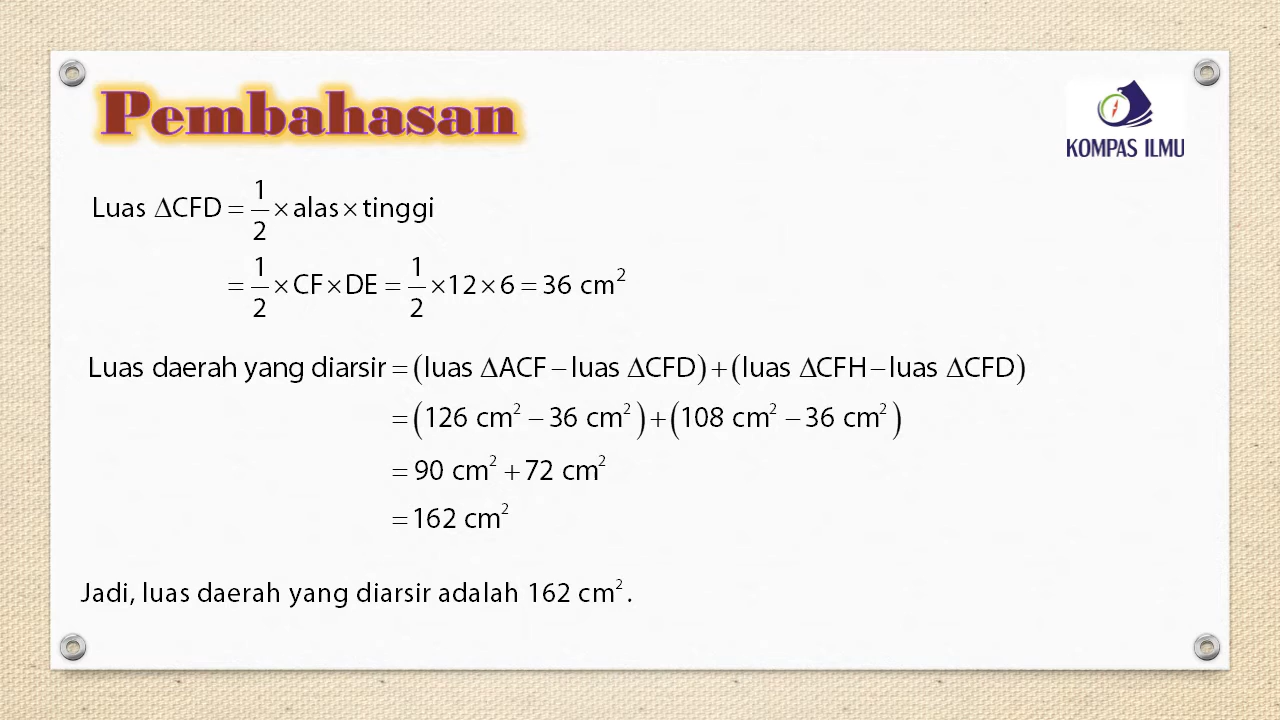 Pembahasan
KOMPAS ILMU
Luas ΔCFD = 1/2 × alas × tinggi
= 1/2 × CF × DE = 1/2 × 12 × 6 = 36 cm²
Luas daerah yang diarsir = (luas ΔACF − luas ΔCFD) + (luas ΔCFH − luas ΔCFD)
= (126 cm² − 36 cm²) + (108 cm² − 36 cm²)
= 90 cm² + 72 cm²
= 162 cm²
Jadi, luas daerah yang diarsir adalah 162 cm².